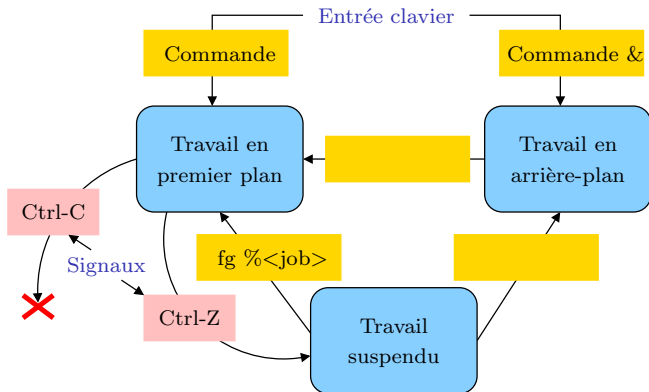 Entrée clavier
Commande
Commande &
Travail en
premier plan
Travail en
arrière-plan
Ctrl-C
Signaux
fg %<job>
Ctrl-Z
Travail
suspendu